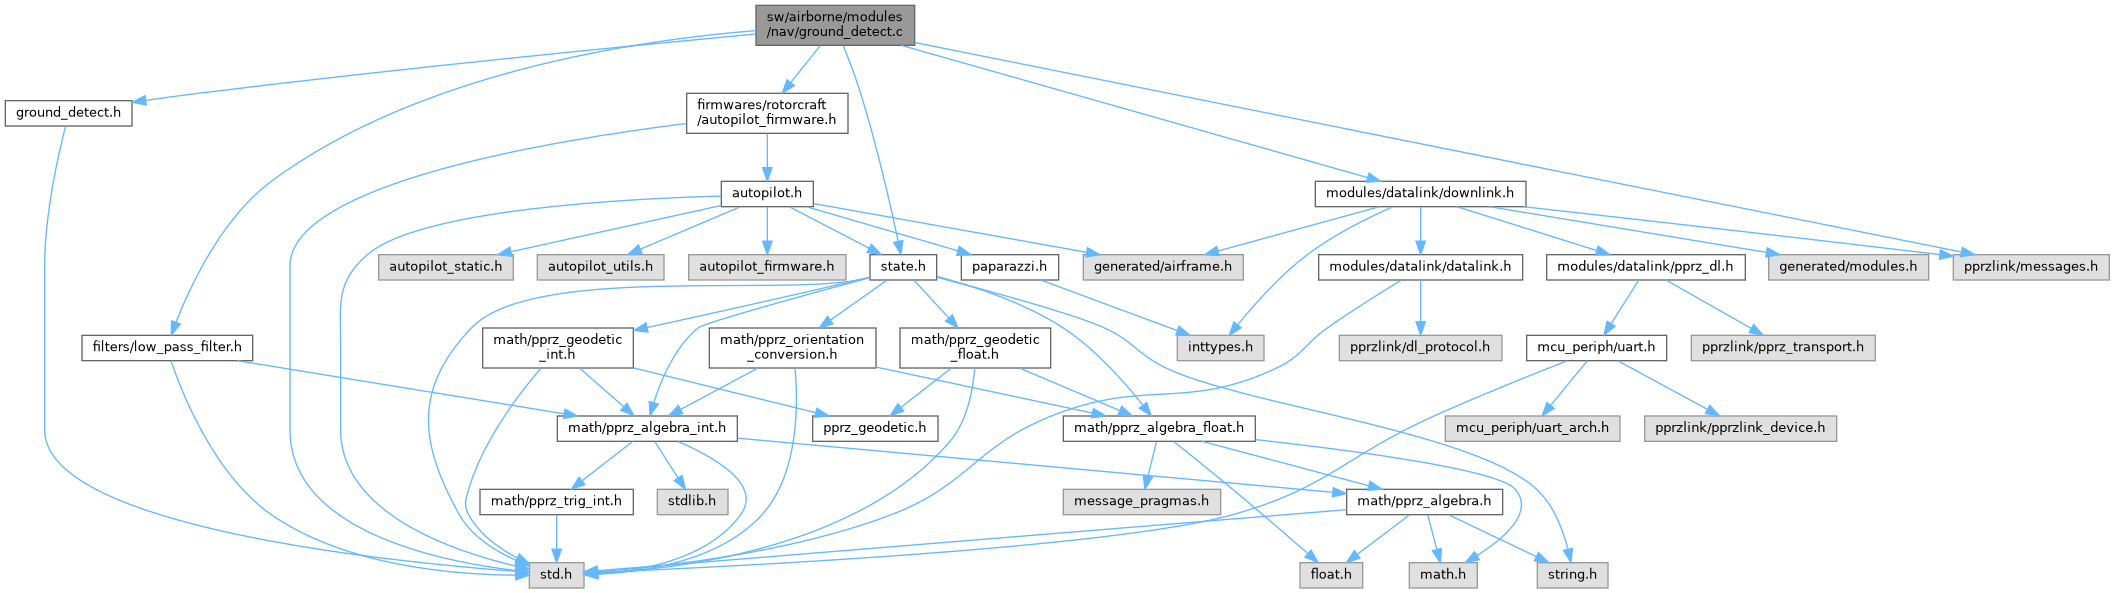 sw/airborne/modules
/nav/ground_detect.c
ground_detect.h
firmwares/rotorcraft
/autopilot_firmware.h
autopilot.h
modules/datalink/downlink.h
autopilot_static.h
autopilot_utils.h
autopilot_firmware.h
state.h
paparazzi.h
generated/airframe.h
modules/datalink/datalink.h
modules/datalink/pprz_dl.h
generated/modules.h
pprzlink/messages.h
filters/low_pass_filter.h
math/pprz_geodetic
_int.h
math/pprz_orientation
_conversion.h
math/pprz_geodetic
_float.h
inttypes.h
pprzlink/dl_protocol.h
mcu_periph/uart.h
pprzlink/pprz_transport.h
math/pprz_algebra_int.h
pprz_geodetic.h
math/pprz_algebra_float.h
mcu_periph/uart_arch.h
pprzlink/pprzlink_device.h
math/pprz_trig_int.h
stdlib.h
message_pragmas.h
math/pprz_algebra.h
std.h
float.h
math.h
string.h